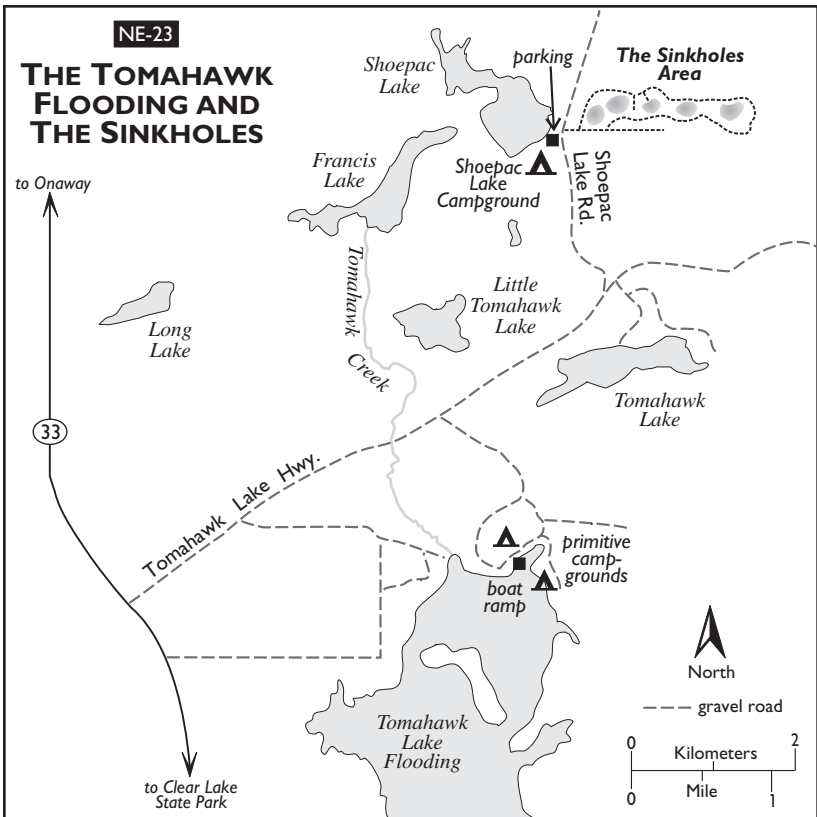 NE-23
THE TOMAHAWK
FLOODING AND
THE SINKHOLES
Shoepac
Lake
parking
The Sinkholes
Area
Francis
Lake
Shoepac
Lake
Campground
Shoepac
Lake Rd.
to Onaway
Tomahawk
Creek
Long
Lake
Little
Tomahawk
Lake
Tomahawk
Lake
33
Tomahawk Lake Hwy.
primitive
camp-
grounds
boat
ramp
North
gravel road
Tomahawk
Lake
Flooding
0 2
Kilometers
Mile
0 1
to Clear Lake
State Park